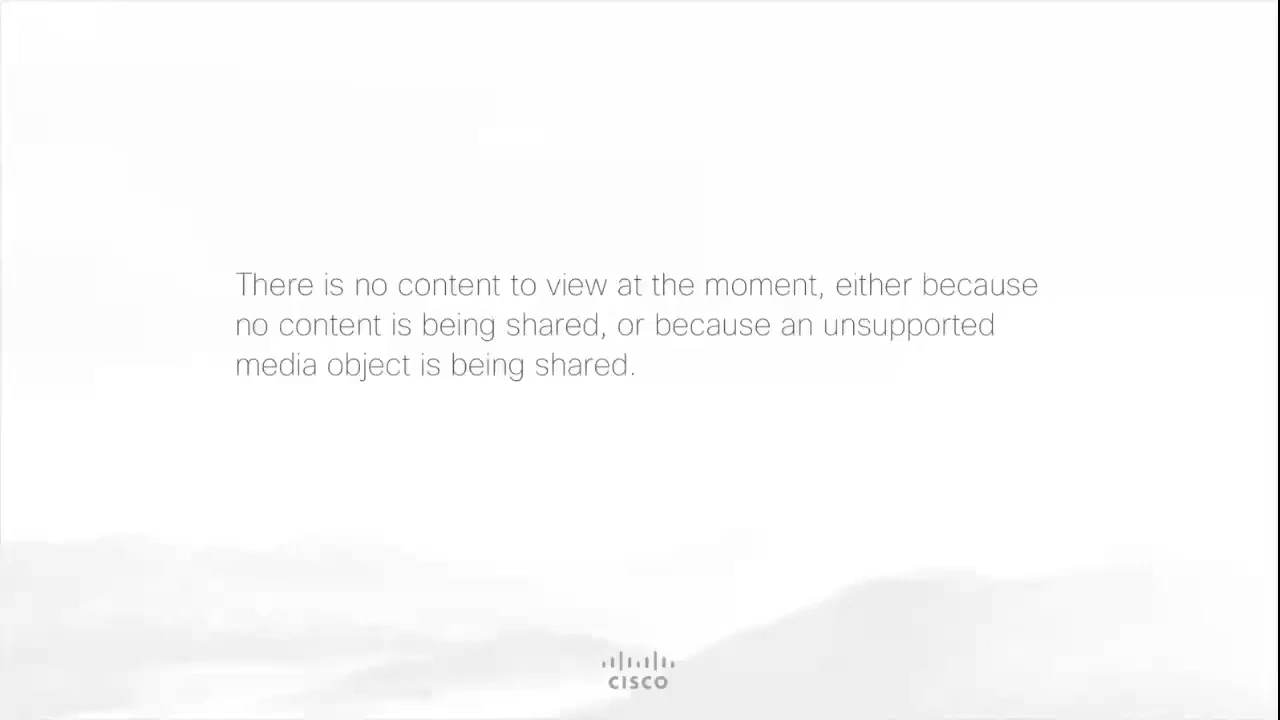 There is no content to view at the moment, either because
no content is being shared, or because an unsupported
media object is being shared.
CISCO